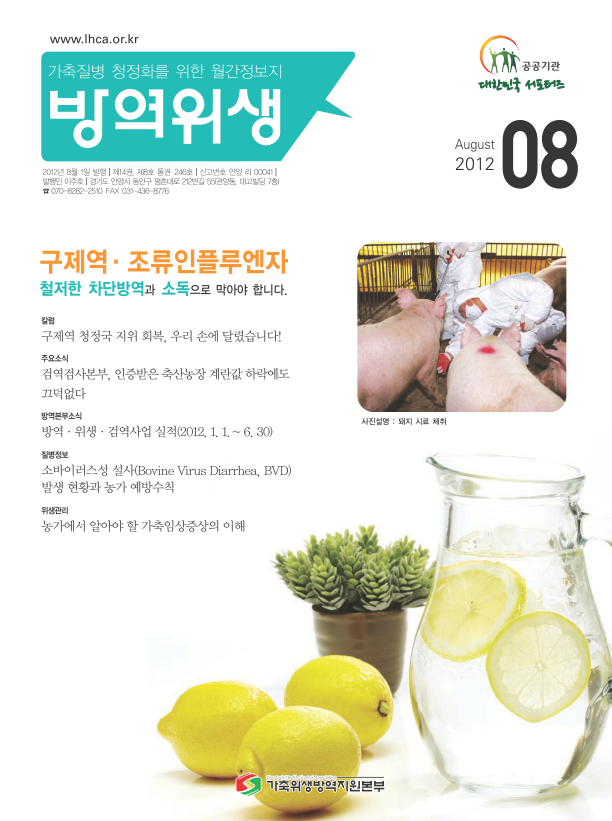 www.lhca.or.kr
가축질병 청정화를 위한 월간정보지
방역위생
공공기관
대한민국 서포터즈
August
2012
08
2012년 8월 1일 발행 | 제14권, 제8호 통권 246호 | 신고번호 안양 라 00041 |
발행인 이주호 | 경기도 안양시 동안구 평촌대로 212번길 55(관양동, 대고빌딩 7층)
☎ 070-8282-2510 FAX 031-436-8776
구제역 · 조류인플루엔자
철저한 차단방역과 소독으로 막아야 합니다.
칼럼
구제역 청정국 지위 회복, 우리 손에 달렸습니다!
주요소식
검역검사본부, 인증받은 축산농장 계란값 하락에도
끄덕없다
방역본부소식
방역 · 위생 · 검역사업 실적(2012. 1. 1. ~ 6. 30)
질병정보
소바이러스성 설사(Bovine Virus Diarrhea, BVD)
발생 현황과 농가 예방수칙
위생관리
농가에서 알아야 할 가축임상증상의 이해
사진설명 : 돼지 시료 채취
가축위생방역지원본부